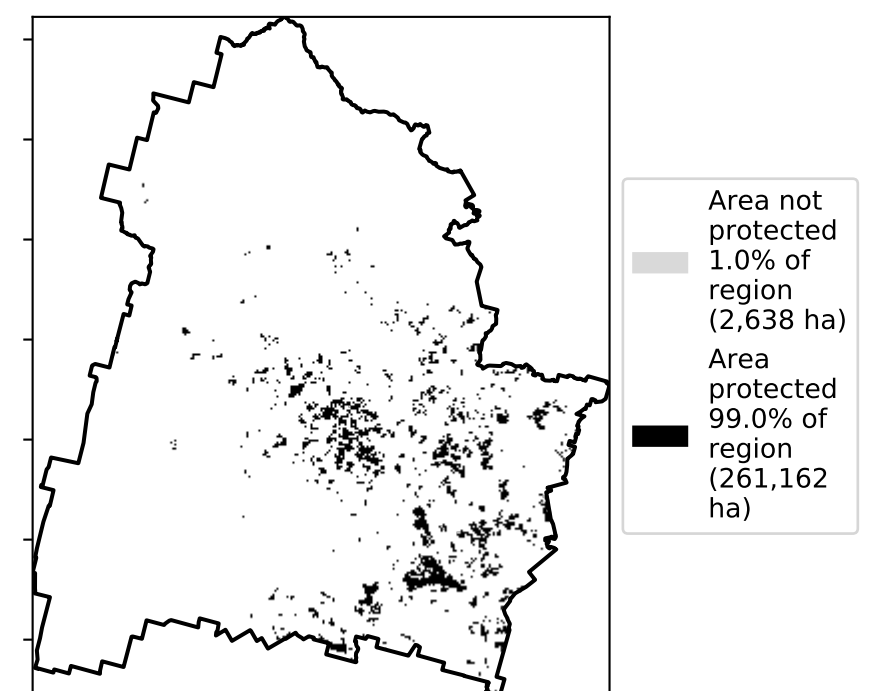 Area not
protected
1.0% of
region
(2,638 ha)
Area
protected
99.0% of
region
(261,162
ha)